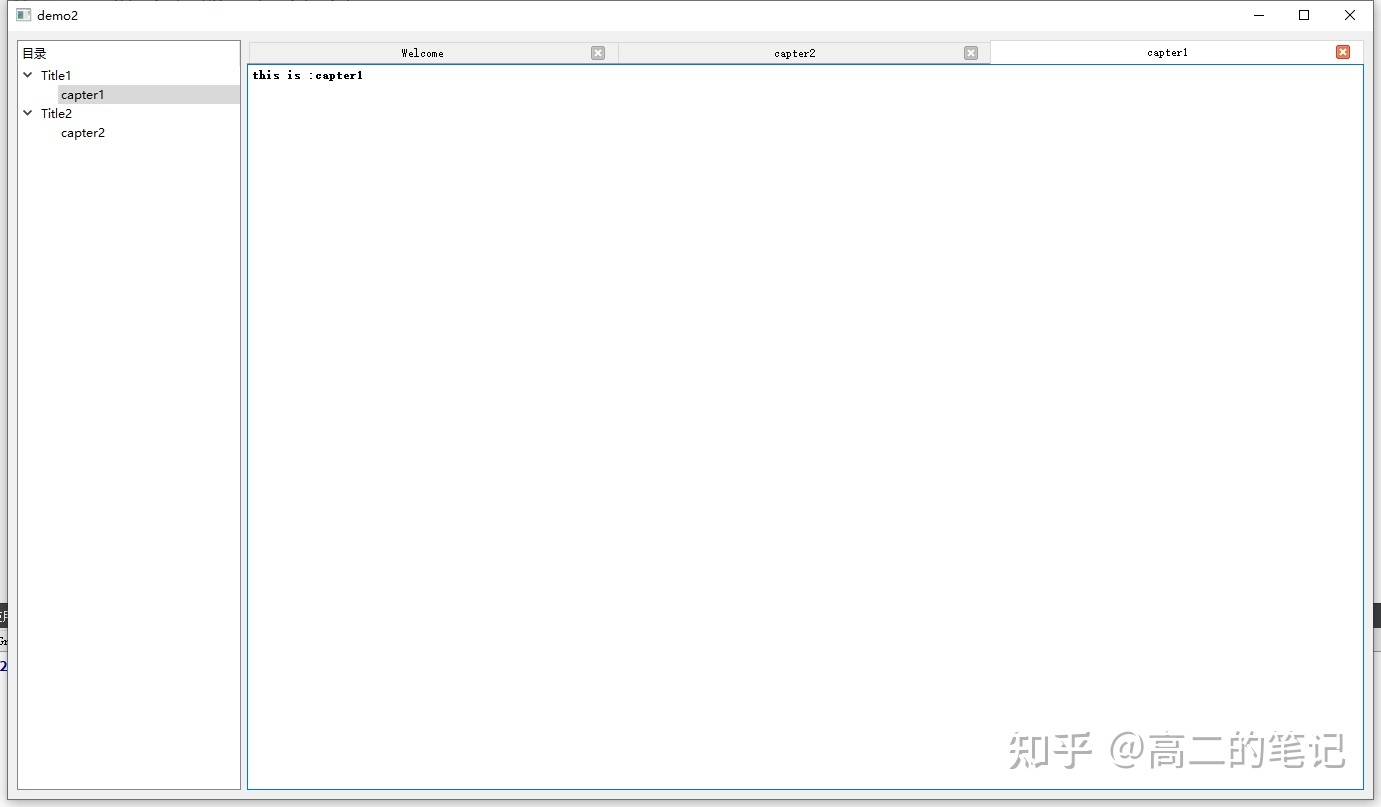 demo2
目录
Title1
capter1
Title2
capter2
Welcome
capter2
capter1
this is :capter1
2
知乎 @高二的笔记